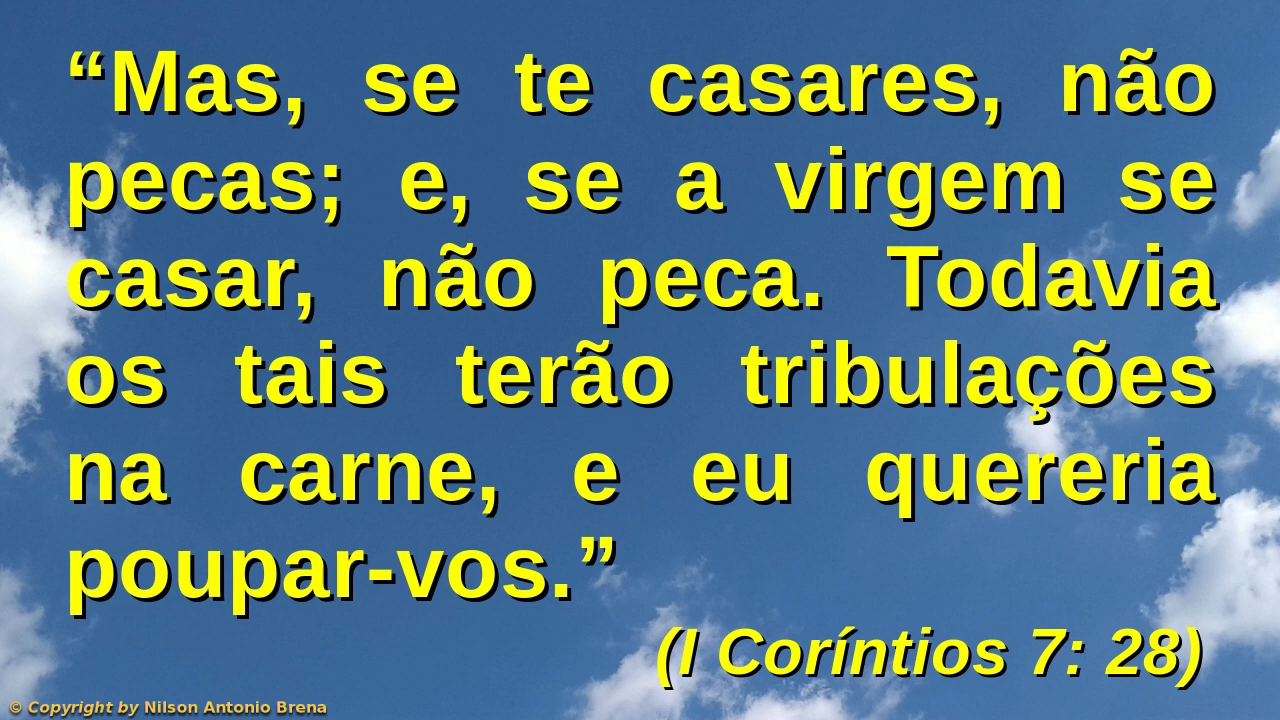 “Mas, se te casares, não
pecas; e, se a virgem se
casar, não peca. Todavia
os tais terão tribulações
na carne, e eu quereria
poupar-vos.”
(I Coríntios 7: 28)
© Copyright by Nilson Antonio Brena